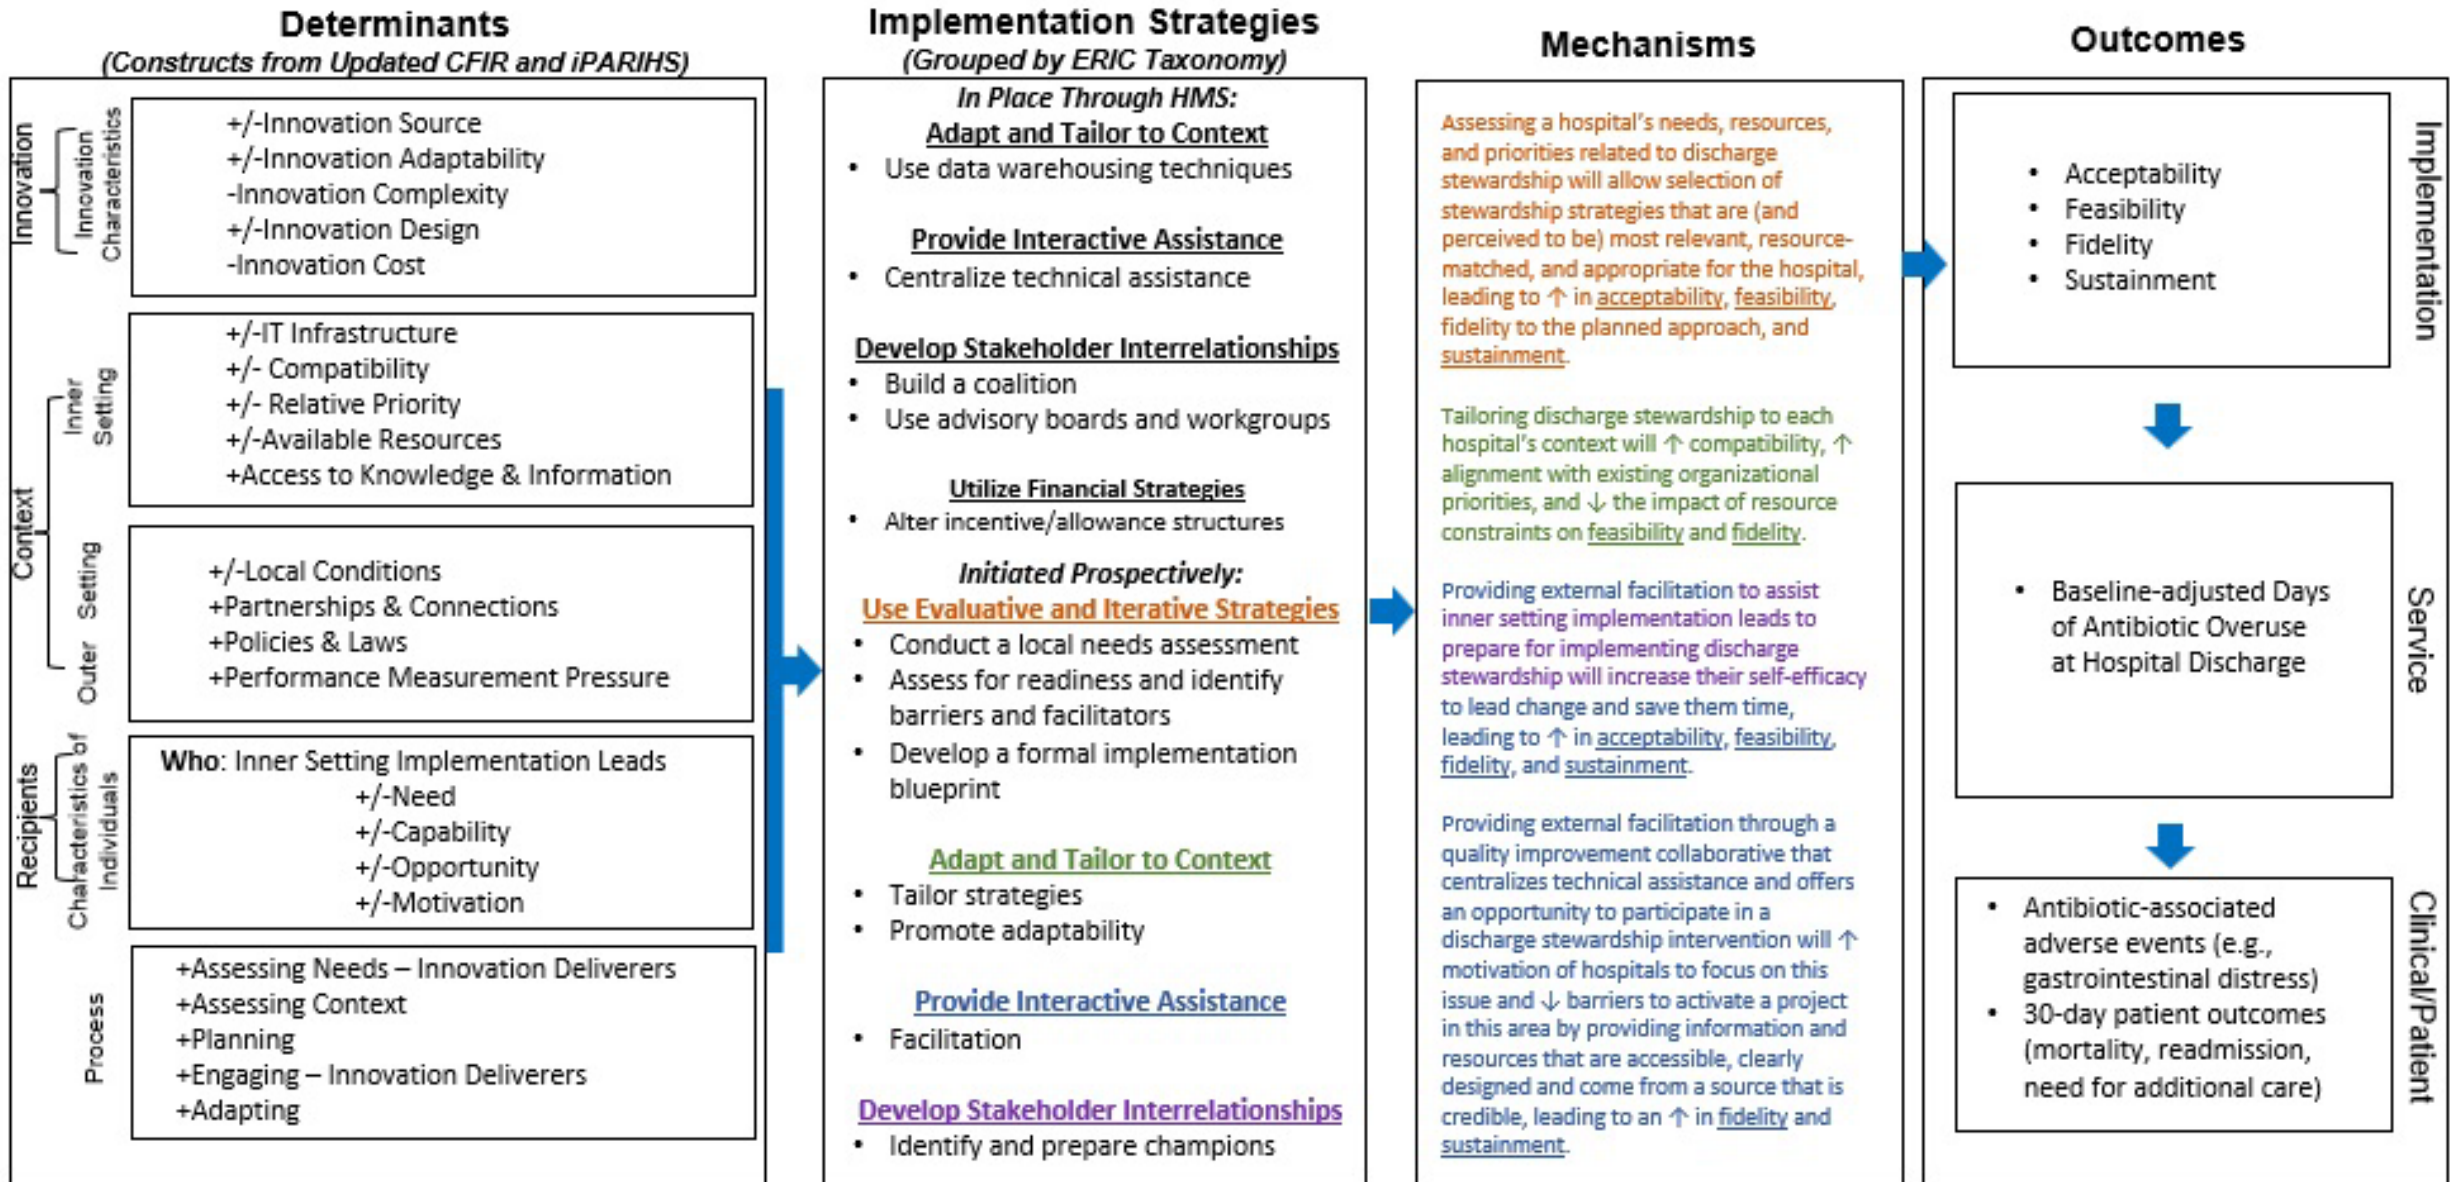 Determinants
(Constructs from Updated CFIR and iPARIHS)
Innovation
Innovation
Characteristics
+/-Innovation Source
+/-Innovation Adaptability
-Innovation Complexity
+/-Innovation Design
-Innovation Cost
Context
Inner
Setting
+/-IT Infrastructure
+/- Compatibility
+/- Relative Priority
+/-Available Resources
+Access to Knowledge & Information
Outer Setting
+/-Local Conditions
+Partnerships & Connections
+Policies & Laws
+Performance Measurement Pressure
Recipients
Characteristics of
Individuals
Who: Inner Setting Implementation Leads
+/-Need
+/-Capability
+/-Opportunity
+/-Motivation
Process
+Assessing Needs – Innovation Deliverers
+Assessing Context
+Planning
+Engaging – Innovation Deliverers
+Adapting
Implementation Strategies
(Grouped by ERIC Taxonomy)
In Place Through HMS:
Adapt and Tailor to Context
• Use data warehousing techniques
Provide Interactive Assistance
• Centralize technical assistance
Develop Stakeholder Interrelationships
• Build a coalition
• Use advisory boards and workgroups
Utilize Financial Strategies
• Alter incentive/allowance structures
Initiated Prospectively:
Use Evaluative and Iterative Strategies
• Conduct a local needs assessment
• Assess for readiness and identify
barriers and facilitators
• Develop a formal implementation
blueprint
Adapt and Tailor to Context
• Tailor strategies
• Promote adaptability
Provide Interactive Assistance
• Facilitation
Develop Stakeholder Interrelationships
• Identify and prepare champions
Mechanisms
Assessing a hospital's needs, resources,
and priorities related to discharge
stewardship will allow selection of
stewardship strategies that are (and
perceived to be) most relevant, resource-
matched, and appropriate for the hospital,
leading to ↑ in acceptability, feasibility,
fidelity to the planned approach, and
sustainment.
Tailoring discharge stewardship to each
hospital's context will ↑ compatibility, ↑
alignment with existing organizational
priorities, and ↓ the impact of resource
constraints on feasibility and fidelity.
Providing external facilitation to assist
inner setting implementation leads to
prepare for implementing discharge
stewardship will increase their self-efficacy
to lead change and save them time,
leading to ↑ in acceptability, feasibility,
fidelity, and sustainment.
Providing external facilitation through a
quality improvement collaborative that
centralizes technical assistance and offers
an opportunity to participate in a
discharge stewardship intervention will ↑
motivation of hospitals to focus on this
issue and ↓ barriers to activate a project
in this area by providing information and
resources that are accessible, clearly
designed and come from a source that is
credible, leading to an ↑ in fidelity and
sustainment.
Outcomes
• Acceptability
• Feasibility
• Fidelity
• Sustainment
Implementation
• Baseline-adjusted Days
of Antibiotic Overuse
at Hospital Discharge
Service
• Antibiotic-associated
adverse events (e.g.,
gastrointestinal distress)
• 30-day patient outcomes
(mortality, readmission,
need for additional care)
Clinical/Patient